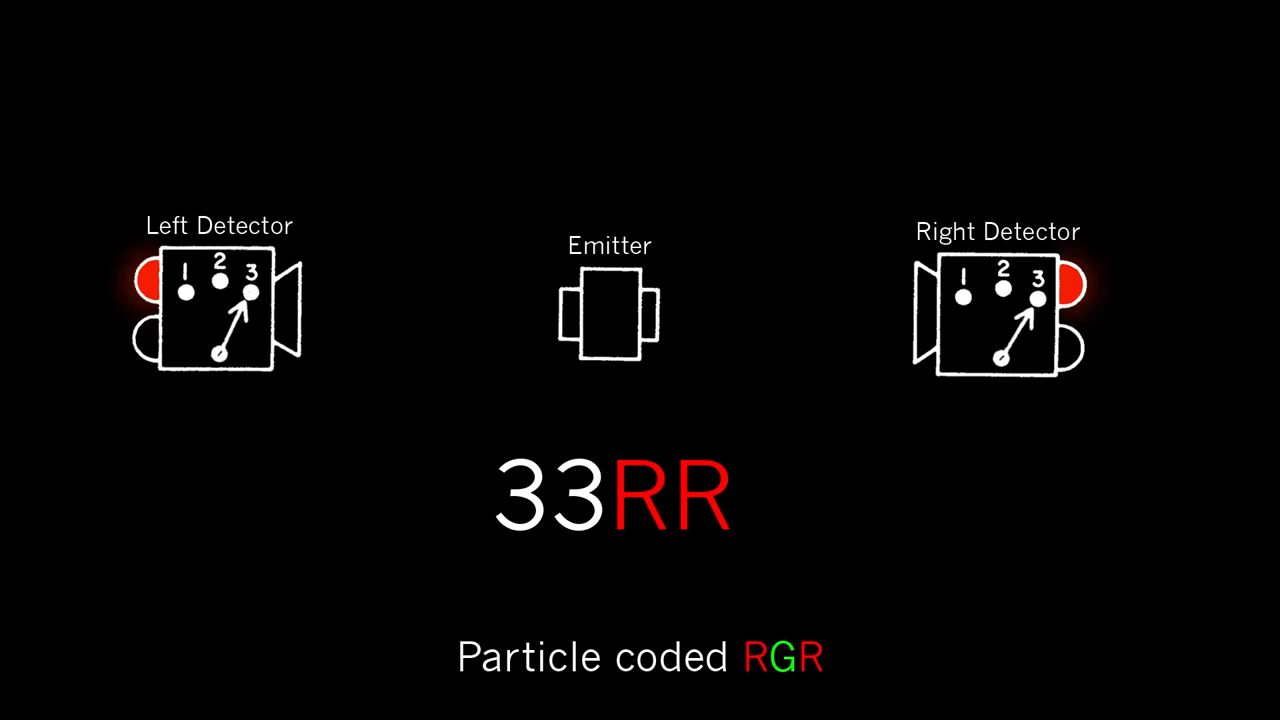 Left Detector
Emitter
Right Detector
1 2 3
1 2 3
33RR
Particle coded RGR